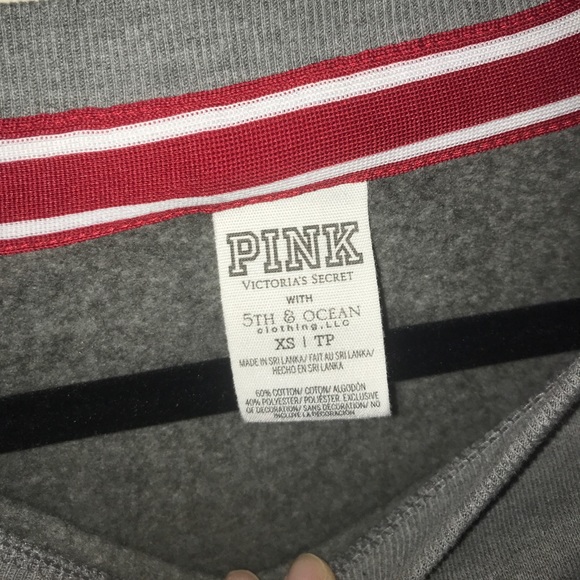 PINK
VICTORIA'S SECRET
WITH
5TH & OCEAN
clothing, LLC
XS | TP
MADE IN SRI LANKA/ FAIT AU SRI LANKA/
HECHO EN SRI LANKA
60% COTTON/ COTON/ ALGODÓN
40% POLYESTER/ POLYESTER EXCLUSIVE
OF DECORATION/ SANS DÉCORATION/ NO
INCLUYE LA DECORACIÓN